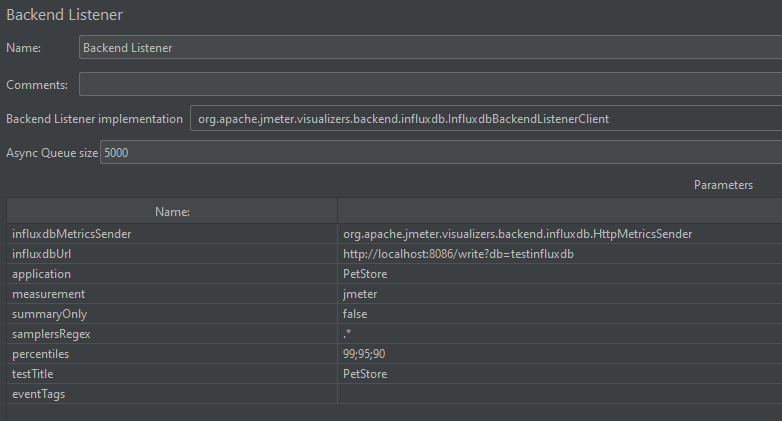 Backend Listener
Name: Backend Listener
Comments:
Backend Listener implementation org.apache.jmeter.visualizers.backend.influxdb.InfluxdbBackendListenerClient
Async Queue size 5000
Parameters
Name:
influxdbMetricsSender org.apache.jmeter.visualizers.backend.influxdb.HttpMetricsSender
influxdbUrl http://localhost:8086/write?db=testinfluxdb
application PetStore
measurement jmeter
summaryOnly false
samplersRegex .*
percentiles 99;95;90
testTitle PetStore
eventTags